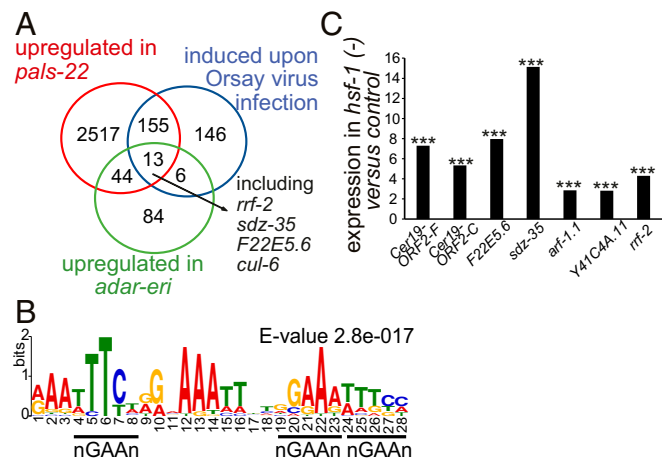 A
upregulated in
pals-22
induced upon
Orsay virus
infection
2517
155
146
13
44
6
84
including
rrf-2
sdz-35
F22E5.6
cul-6
upregulated in
adar-eri
C
expression in hsf-1 (-)
versus control
16
14
12
10
8
6
4
2
0
***
***
***
***
***
***
***
Cer19-
ORF2-F
Cer19-
ORF2-C
F22E5.6
sdz-35
arf-1.1
Y41C4A.11
rrf-2
B
E-value 2.8e-017
2
1
0
bits
1 2 3 4 5 6 7 8 9 10 11 12 13 14 15 16 17 18 19 20 21 22 23 24 25 26 27 28
nGAAn nGAAn nGAAn